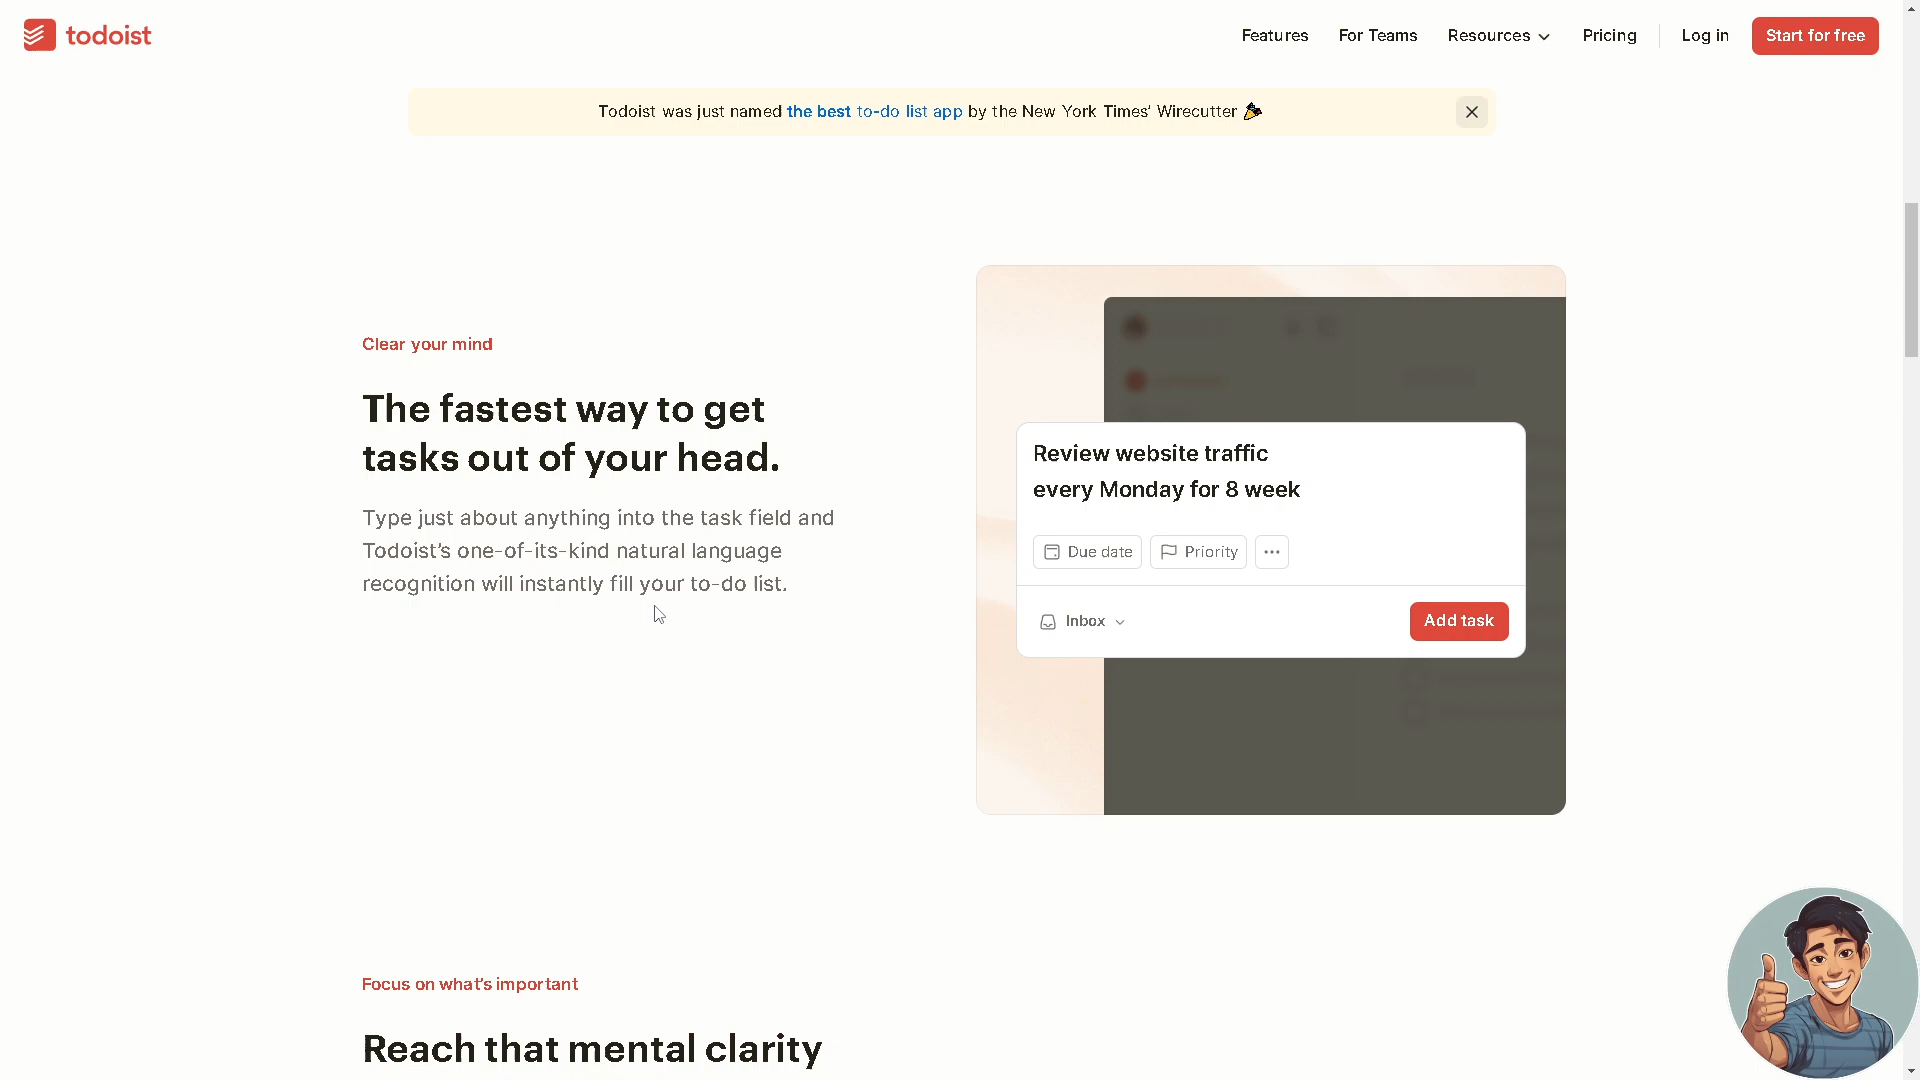 todoist
Features
For Teams
Resources
Pricing
Log in
Start for free
Todoist was just named the best to-do list app by the New York Times’ Wirecutter
Clear your mind
The fastest way to get
tasks out of your head.
Type just about anything into the task field and
Todoist’s one-of-its-kind natural language
recognition will instantly fill your to-do list.
Review website traffic
every Monday for 8 week
Due date
Priority
Inbox
Add task
Focus on what’s important
Reach that mental clarity